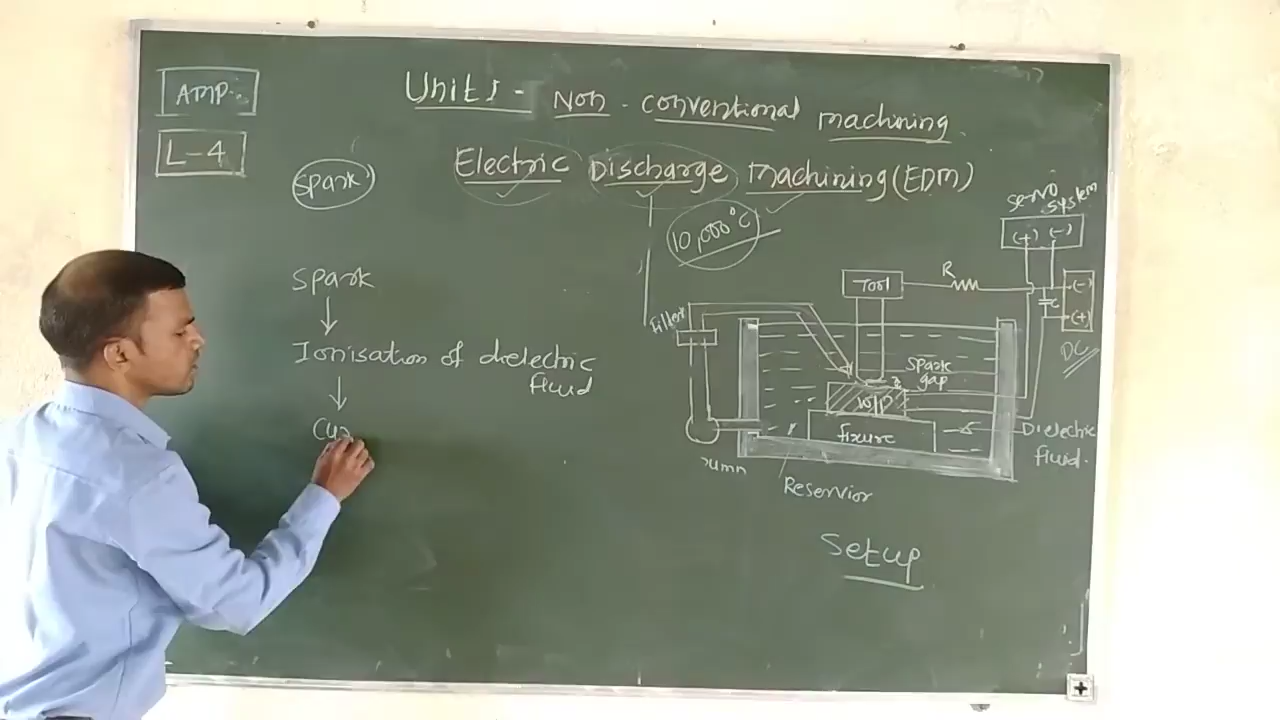 AMP:-
L-4
Unit 5 - Non-conventional machining.
Electric Discharge Machining (EDM)
Spark
10,000°C
Spark
Ionisation of dielectric
fluid
Servo
system
(+) (-)
Tool
R
(-)
C
(+)
DC
Filter
Spark
gap
W/P
fixure
Dielectric
fluid.
Reservior
Setup